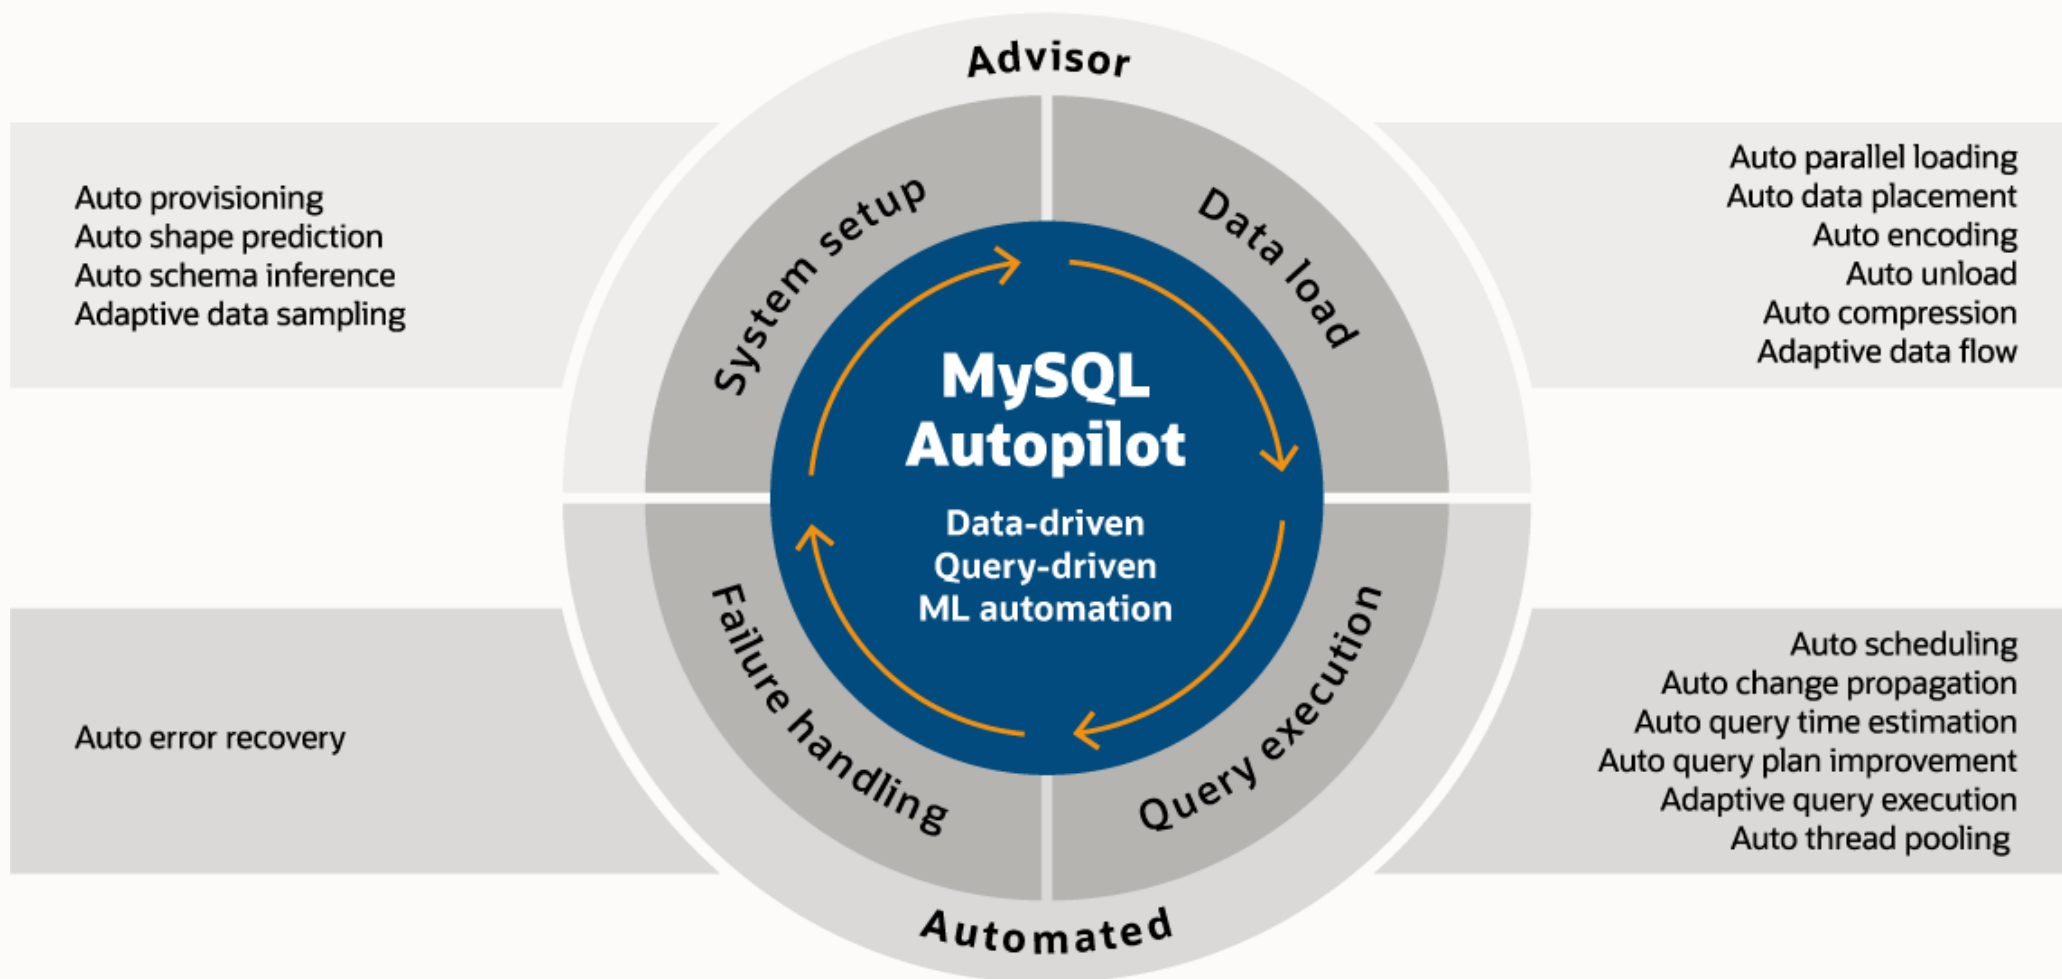 Advisor
System setup
Data load
Auto provisioning
Auto shape prediction
Auto schema inference
Adaptive data sampling
Auto parallel loading
Auto data placement
Auto encoding
Auto unload
Auto compression
Adaptive data flow
MySQL
Autopilot
Data-driven
Query-driven
ML automation
Failure handling
Query execution
Auto error recovery
Auto scheduling
Auto change propagation
Auto query time estimation
Auto query plan improvement
Adaptive query execution
Auto thread pooling
Automated